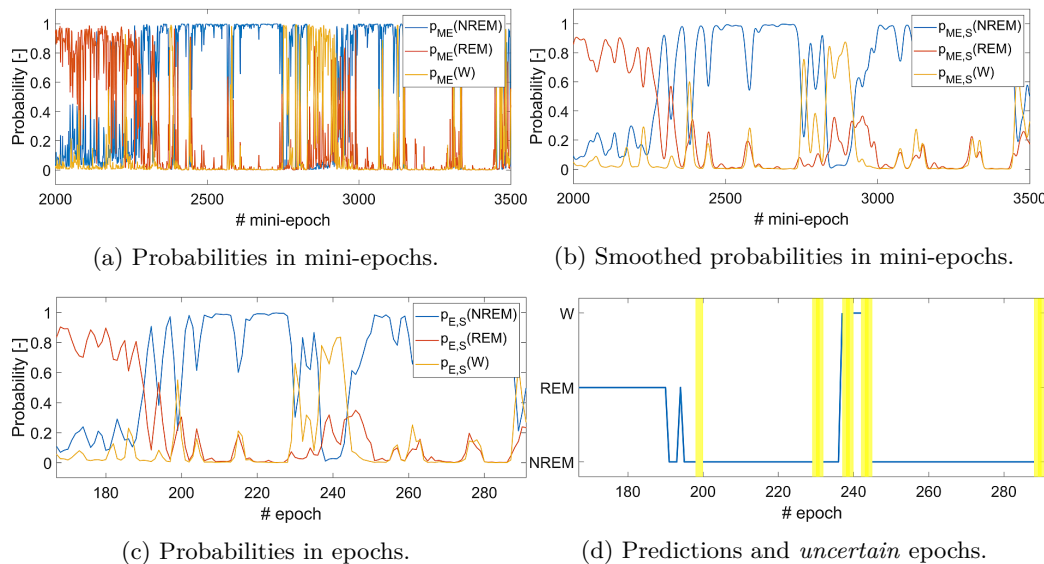 1
0.8
0.6
0.4
0.2
0
Probability [-]
2000 2500 3000 3500
# mini-epoch
p_ME(NREM)
p_ME(REM)
p_ME(W)
(a) Probabilities in mini-epochs.
1
0.8
0.6
0.4
0.2
0
Probability [-]
2000 2500 3000 3500
# mini-epoch
p_ME,S(NREM)
p_ME,S(REM)
p_ME,S(W)
(b) Smoothed probabilities in mini-epochs.
1
0.8
0.6
0.4
0.2
0
Probability [-]
180 200 220 240 260 280
# epoch
p_E,S(NREM)
p_E,S(REM)
p_E,S(W)
(c) Probabilities in epochs.
W
REM
NREM
180 200 220 240 260 280
# epoch
(d) Predictions and uncertain epochs.